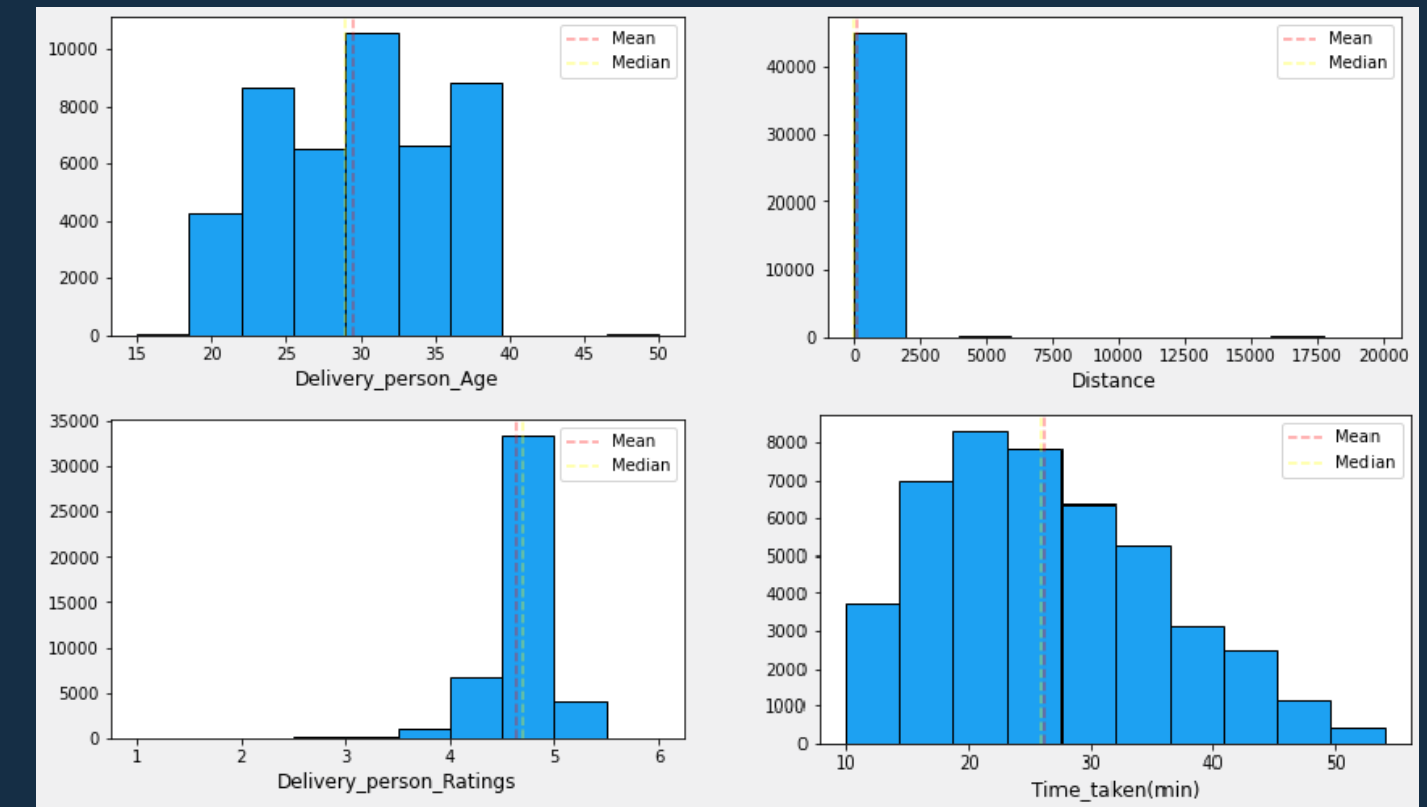 10000
8000
6000
4000
2000
0
15 20 25 30 35 40 45 50
Delivery_person_Age
Mean
Median
40000
30000
20000
10000
0
0 2500 5000 7500 10000 12500 15000 17500 20000
Distance
Mean
Median
35000
30000
25000
20000
15000
10000
5000
0
1 2 3 4 5 6
Delivery_person_Ratings
Mean
Median
8000
7000
6000
5000
4000
3000
2000
1000
0
10 20 30 40 50
Time_taken(min)
Mean
Median